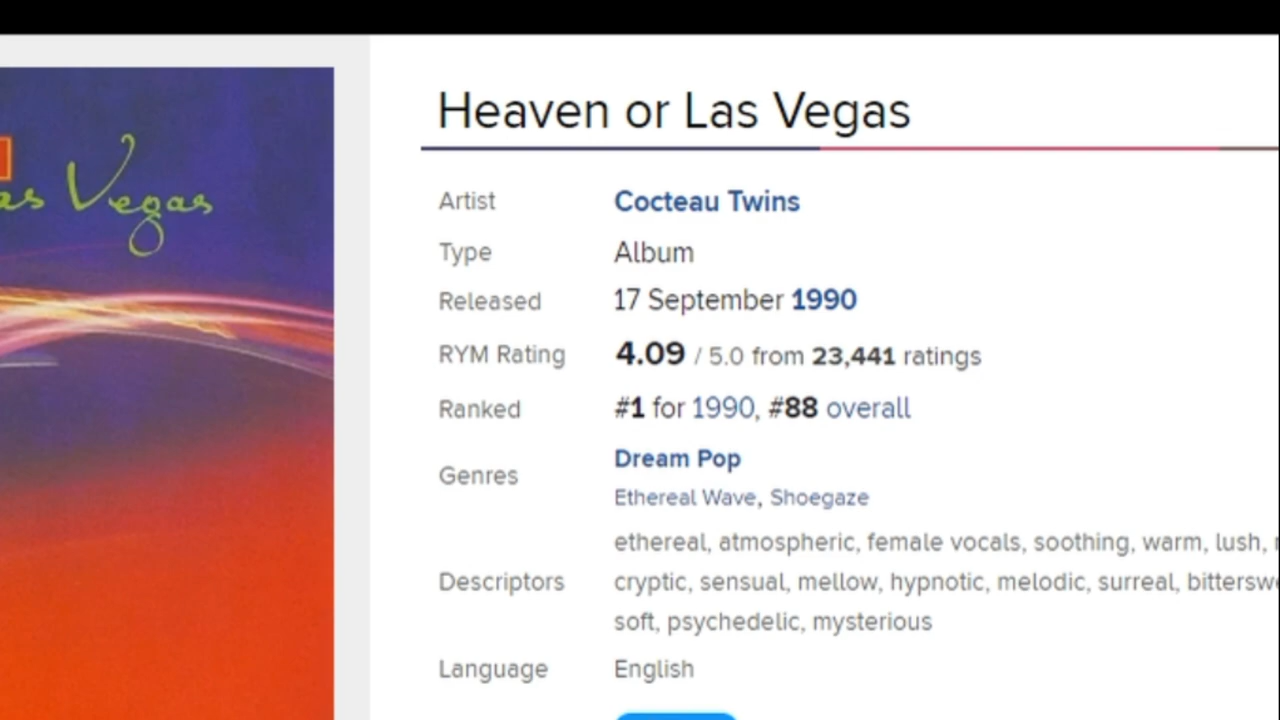 as Vegas
Heaven or Las Vegas
Artist Cocteau Twins
Type Album
Released 17 September 1990
RYM Rating 4.09 / 5.0 from 23,441 ratings
Ranked #1 for 1990, #88 overall
Genres Dream Pop
Ethereal Wave, Shoegaze
ethereal, atmospheric, female vocals, soothing, warm, lush,
Descriptors cryptic, sensual, mellow, hypnotic, melodic, surreal, bittersw
soft, psychedelic, mysterious
Language English